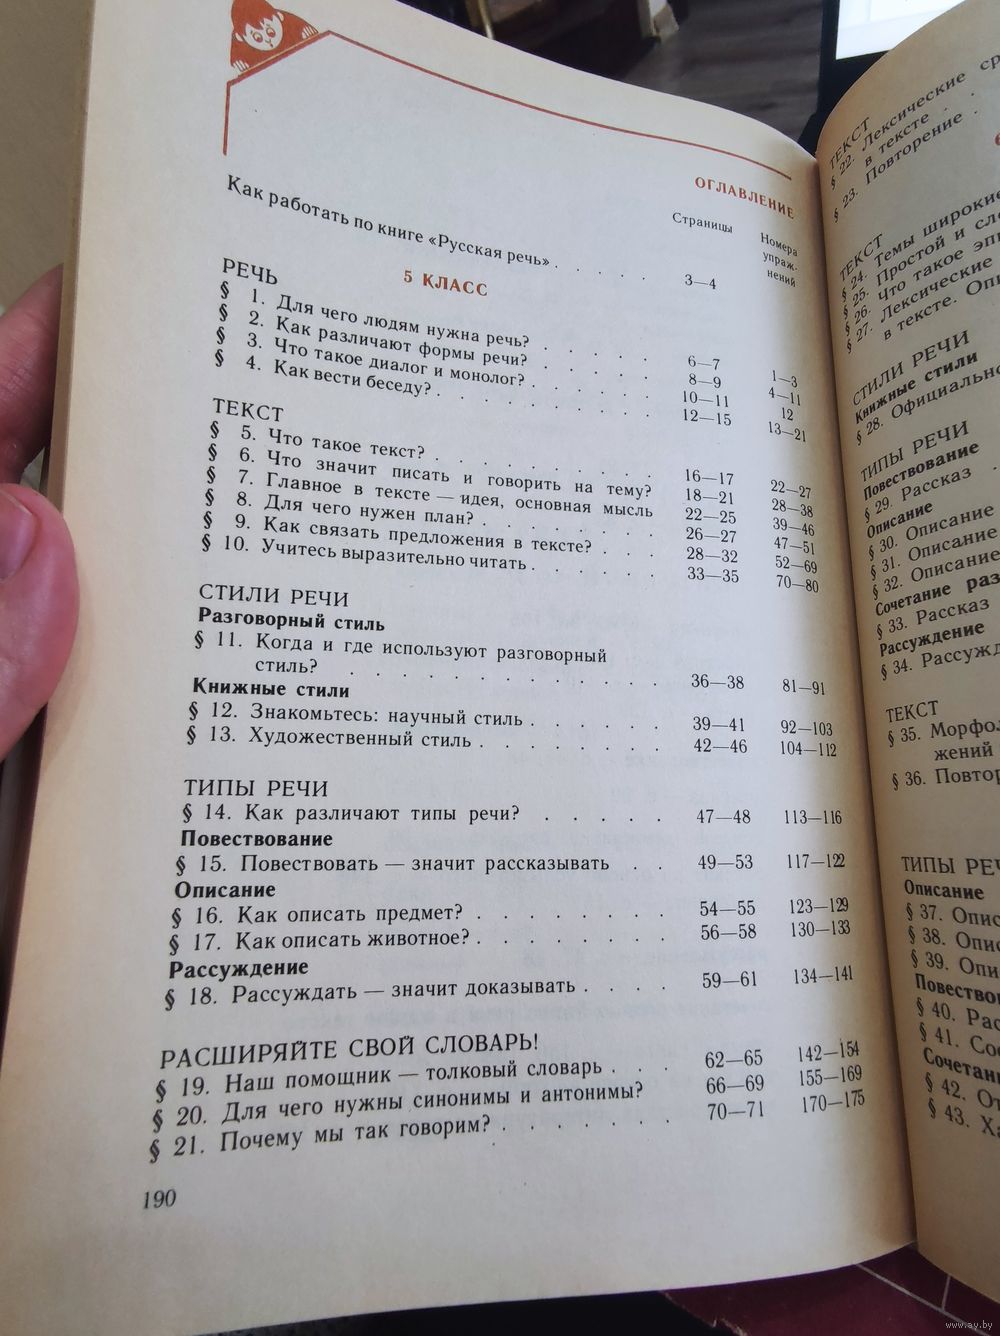 ОГЛАВЛЕНИЕ
Страницы
Номера
упраж-
нений
Как работать по книге «Русская речь» . . . . . 3—4
5 КЛАСС
РЕЧЬ
§ 1. Для чего людям нужна речь? . . . . . 6—7 1—3
§ 2. Как различают формы речи? . . . . . 8—9 4—11
§ 3. Что такое диалог и монолог? . . . . . 10—11 12
§ 4. Как вести беседу? . . . . . 12—15 13—21
ТЕКСТ
§ 5. Что такое текст? . . . . . 16—17 22—27
§ 6. Что значит писать и говорить на тему? 18—21 28—38
§ 7. Главное в тексте — идея, основная мысль 22—25 39—46
§ 8. Для чего нужен план? . . . . . 26—27 47—51
§ 9. Как связать предложения в тексте? . . . 28—32 52—69
§ 10. Учитесь выразительно читать . . . . . 33—35 70—80
СТИЛИ РЕЧИ
Разговорный стиль
§ 11. Когда и где используют разговорный
стиль? . . . . . 36—38 81—91
Книжные стили
§ 12. Знакомьтесь: научный стиль . . . . . 39—41 92—103
§ 13. Художественный стиль . . . . . 42—46 104—112
ТИПЫ РЕЧИ
§ 14. Как различают типы речи? . . . . . 47—48 113—116
Повествование
§ 15. Повествовать — значит рассказывать . . 49—53 117—122
Описание
§ 16. Как описать предмет? . . . . . 54—55 123—129
§ 17. Как описать животное? . . . . . 56—58 130—133
Рассуждение
§ 18. Рассуждать — значит доказывать . . . . 59—61 134—141
РАСШИРЯЙТЕ СВОЙ СЛОВАРЬ!
§ 19. Наш помощник — толковый словарь . . . 62—65 142—154
§ 20. Для чего нужны синонимы и антонимы? 66—69 155—169
§ 21. Почему мы так говорим? . . . . . 70—71 170—175
190
ТЕКСТ
§ 22. Лексические
в тексте
§ 23. Повторение
ТЕКСТ
§ 24. Темы широкие
§ 25. Простой и
§ 26. Что такое
§ 27. Лексические
в тексте.
СТИЛИ РЕЧИ
Книжные стили
§ 28.
ТИПЫ РЕЧИ
Повествование
§ 29. Рассказ
Описание
§ 30. Описание
§ 31. Описание
§ 32. Описание
Сочетание
§ 33. Рассказ
Рассуждение
§ 34.
ТЕКСТ
§ 35.
жений
§ 36.
ТИПЫ
Описание
§ 37.
§ 38.
§ 39.
§ 40.
§ 41.
§ 42.
§ 43.
www.ay.by